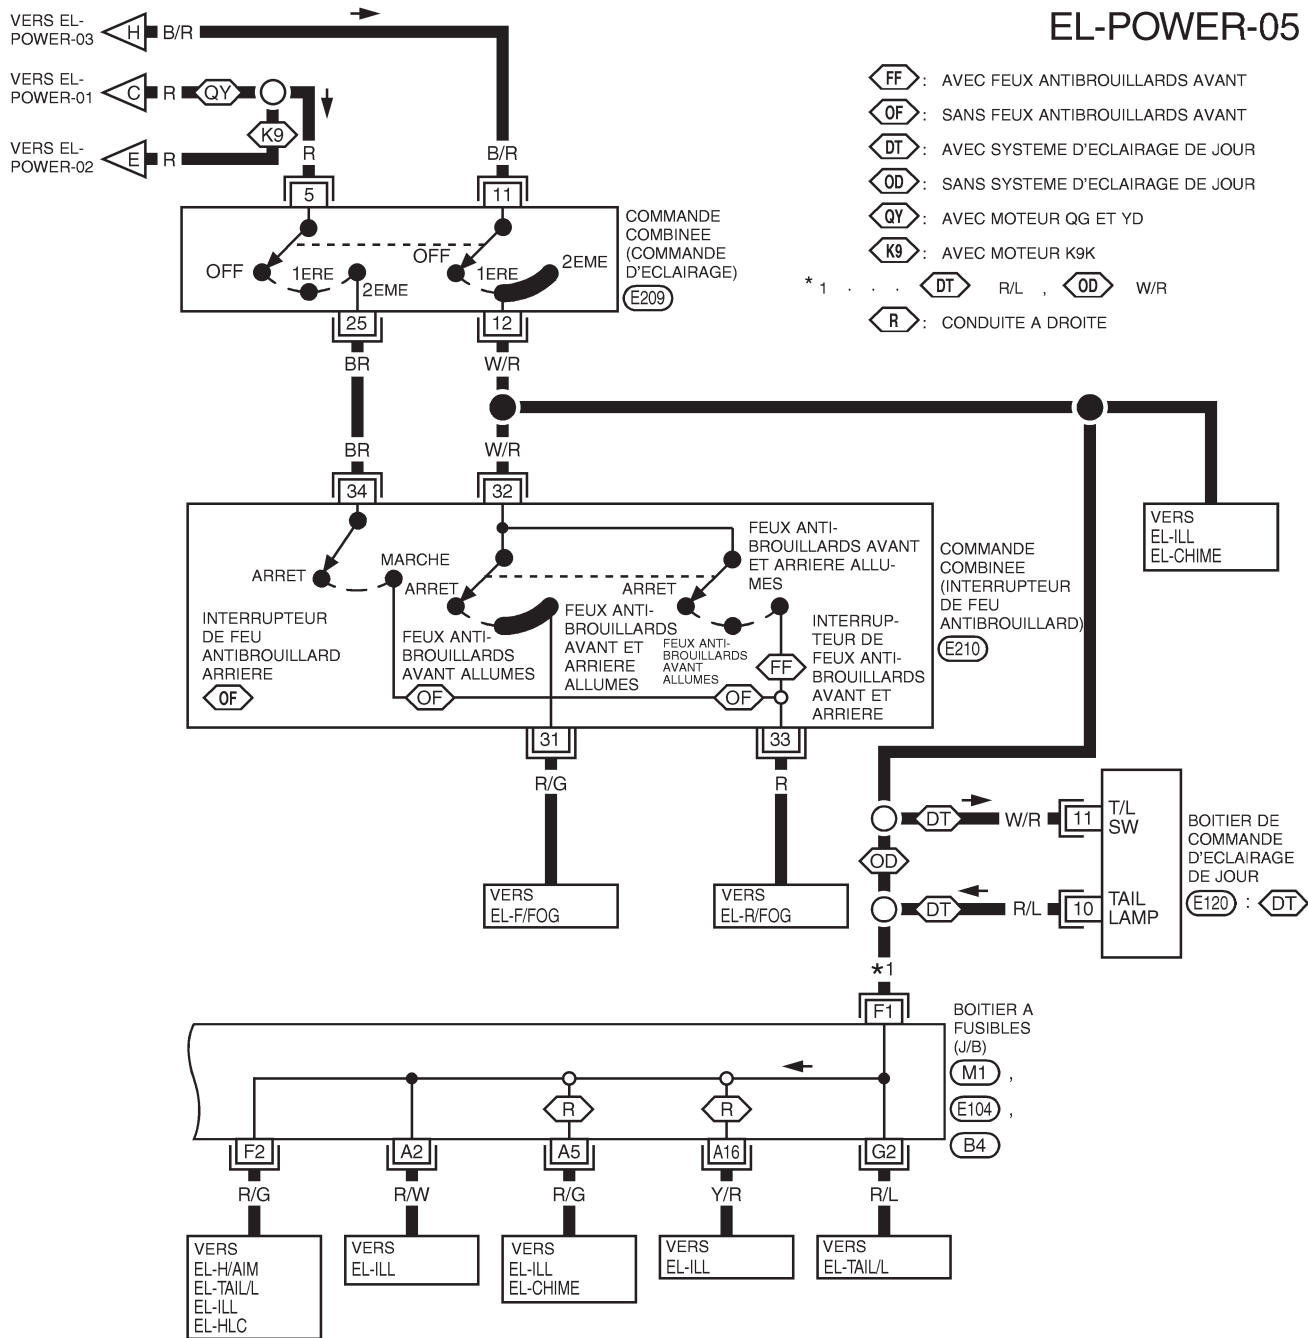 EL-POWER-05
VERS EL-
POWER-03
H
B/R
VERS EL-
POWER-01
C
R
QY
K9
VERS EL-
POWER-02
E
R
R
B/R
5
11
FF : AVEC FEUX ANTIBROUILLARDS AVANT
OF : SANS FEUX ANTIBROUILLARDS AVANT
DT : AVEC SYSTEME D'ECLAIRAGE DE JOUR
OD : SANS SYSTEME D'ECLAIRAGE DE JOUR
QY : AVEC MOTEUR QG ET YD
K9 : AVEC MOTEUR K9K
*1 . . . DT R/L , OD W/R
R : CONDUITE A DROITE
OFF
1ERE
2EME
OFF
1ERE
2EME
COMMANDE
COMBINEE
(COMMANDE
D'ECLAIRAGE)
E209
25
12
BR
W/R
BR
W/R
34
32
VERS
EL-ILL
EL-CHIME
ARRET
MARCHE
INTERRUPTEUR
DE FEU
ANTIBROUILLARD
ARRIERE
OF
ARRET
FEUX ANTI-
BROUILLARDS
AVANT ALLUMES
FEUX ANTI-
BROUILLARDS
AVANT ET
ARRIERE
ALLUMES
FEUX ANTI-
BROUILLARDS AVANT
ET ARRIERE ALLU-
MES
ARRET
FEUX ANTI-
BROUILLARDS
AVANT
ALLUMES
INTERRUP-
TEUR DE
FEUX ANTI-
BROUILLARDS
AVANT ET
ARRIERE
FF
OF
OF
COMMANDE
COMBINEE
(INTERRUPTEUR
DE FEU
ANTIBROUILLARD)
E210
31
33
R/G
R
VERS
EL-F/FOG
VERS
EL-R/FOG
DT
W/R
11
T/L
SW
OD
DT
R/L
10
TAIL
LAMP
BOITIER DE
COMMANDE
D'ECLAIRAGE
DE JOUR
E120 : DT
*1
F1
BOITIER A
FUSIBLES
(J/B)
M1 ,
E104 ,
B4
R
R
F2
A2
A5
A16
G2
R/G
R/W
R/G
Y/R
R/L
VERS
EL-H/AIM
EL-TAIL/L
EL-ILL
EL-HLC
VERS
EL-ILL
VERS
EL-ILL
EL-CHIME
VERS
EL-ILL
VERS
EL-TAIL/L